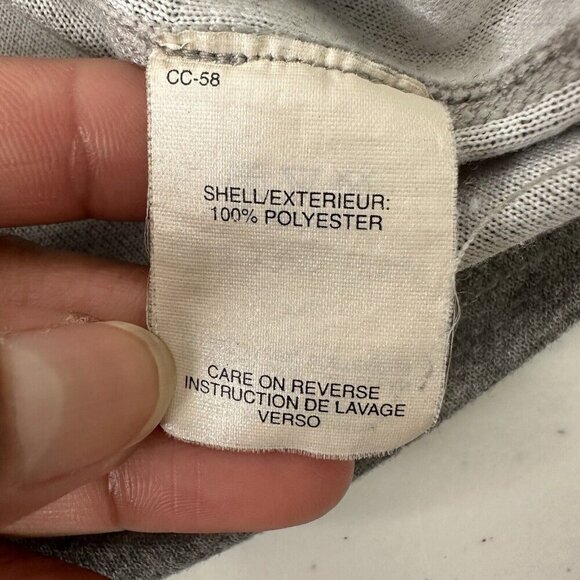 CC-58
SHELL/EXTERIEUR:
100% POLYESTER
CARE ON REVERSE
INSTRUCTION DE LAVAGE
VERSO